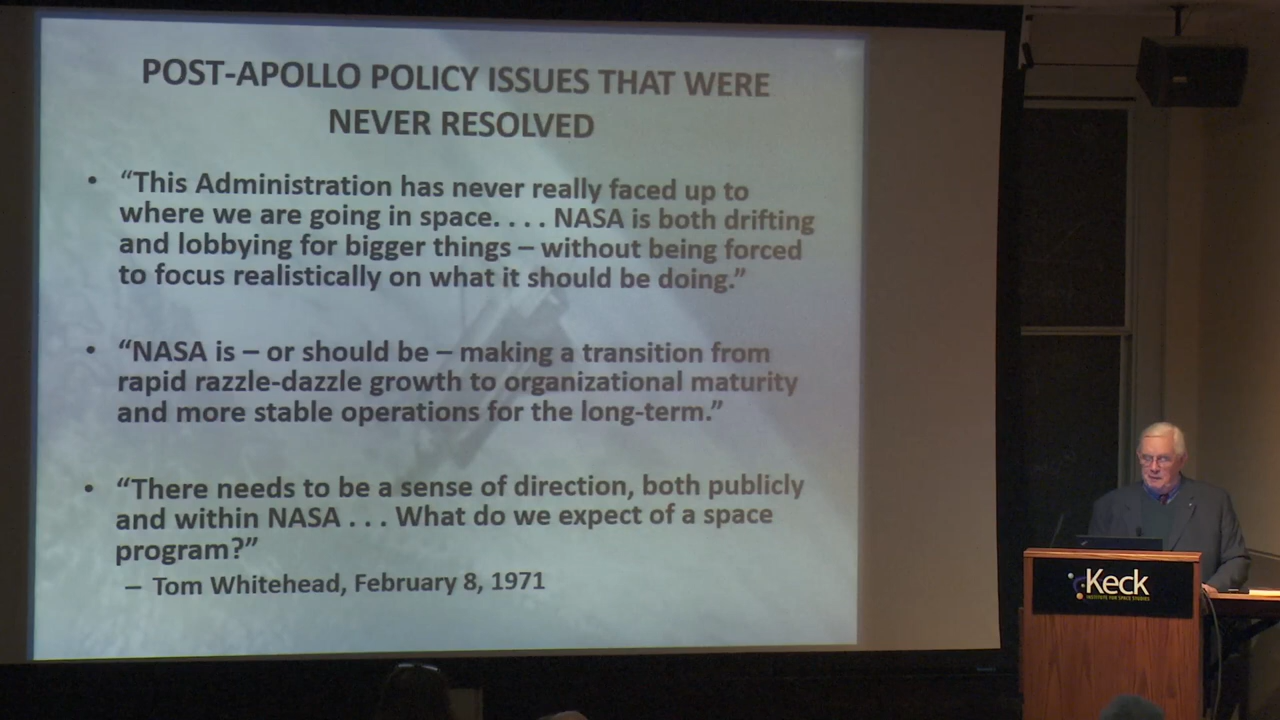 POST-APOLLO POLICY ISSUES THAT WERE
NEVER RESOLVED
• “This Administration has never really faced up to
where we are going in space. . . . NASA is both drifting
and lobbying for bigger things – without being forced
to focus realistically on what it should be doing.”
• “NASA is – or should be – making a transition from
rapid razzle-dazzle growth to organizational maturity
and more stable operations for the long-term.”
• “There needs to be a sense of direction, both publicly
and within NASA . . . What do we expect of a space
program?”
– Tom Whitehead, February 8, 1971
Keck
INSTITUTE FOR SPACE STUDIES